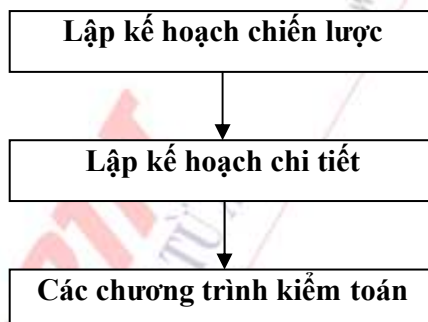 Lập kế hoạch chiến lược
Lập kế hoạch chi tiết
Các chương trình kiểm toán